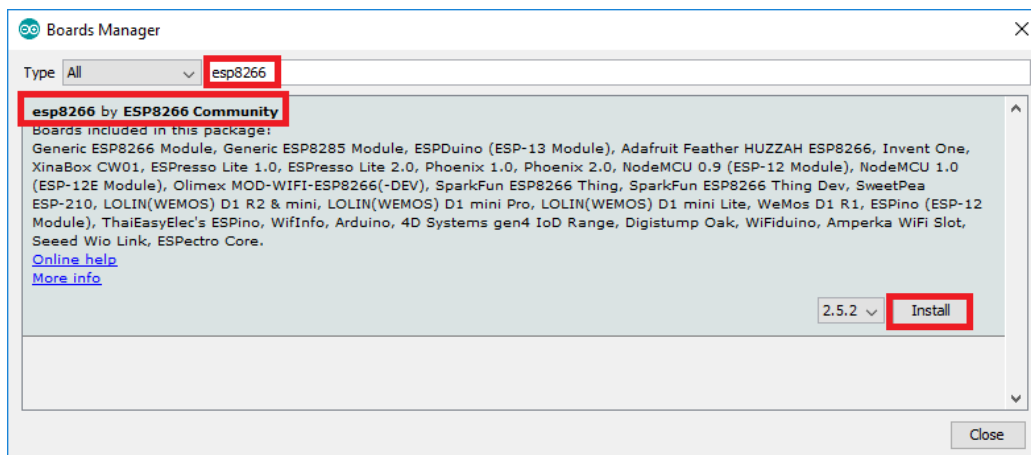 Boards Manager
Type All esp8266
esp8266 by ESP8266 Community
Boards included in this package:
Generic ESP8266 Module, Generic ESP8285 Module, ESPDuino (ESP-13 Module), Adafruit Feather HUZZAH ESP8266, Invent One,
XinaBox CW01, ESPresso Lite 1.0, ESPresso Lite 2.0, Phoenix 1.0, Phoenix 2.0, NodeMCU 0.9 (ESP-12 Module), NodeMCU 1.0
(ESP-12E Module), Olimex MOD-WIFI-ESP8266(-DEV), SparkFun ESP8266 Thing, SparkFun ESP8266 Thing Dev, SweetPea
ESP-210, LOLIN(WEMOS) D1 R2 & mini, LOLIN(WEMOS) D1 mini Pro, LOLIN(WEMOS) D1 mini Lite, WeMos D1 R1, ESPino (ESP-12
Module), ThaiEasyElec's ESPino, WifInfo, Arduino, 4D Systems gen4 IoD Range, Digistump Oak, WiFiduino, Amperka WiFi Slot,
Seeed Wio Link, ESPectro Core.
Online help
More info
2.5.2 Install
Close